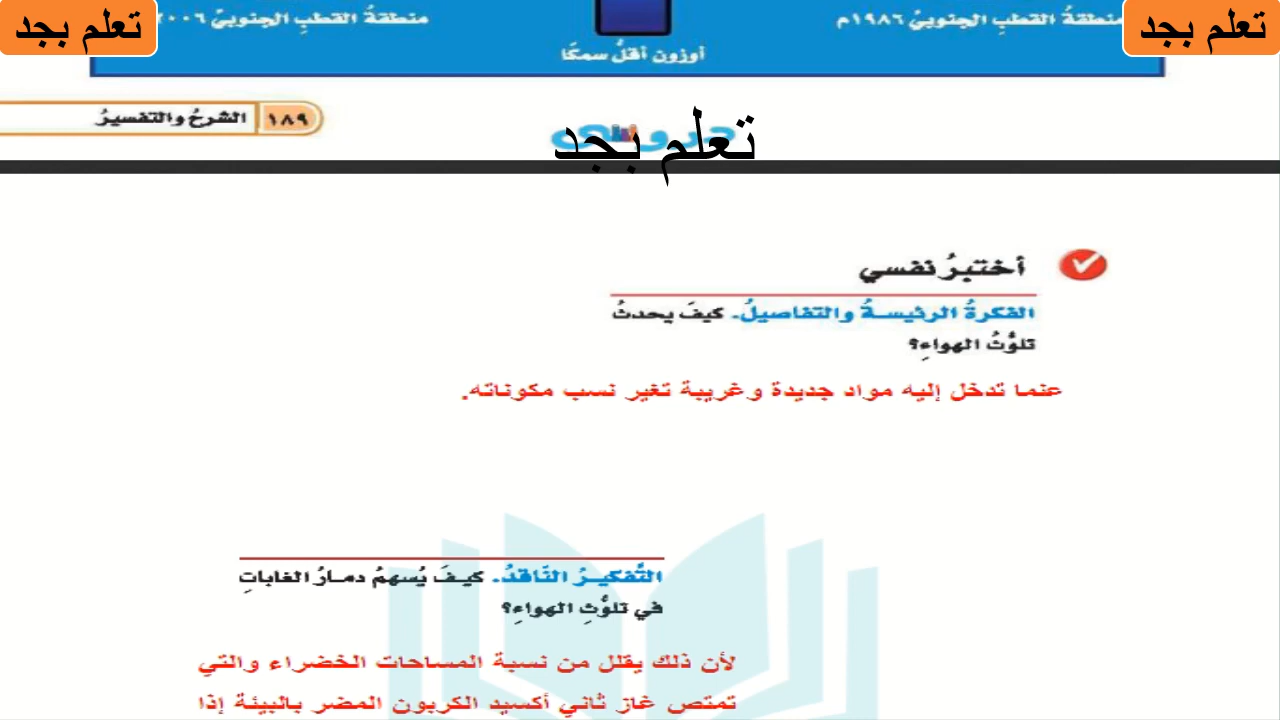 تعلم بجد
منطقةُ القطبِ الجنوبيِّ ١٩٨٦م
منطقةُ القطبِ الجنوبيِّ
تعلم بجد
أوزون أقلُّ سمكًا
١٨٩ الشرحُ والتفسيرُ
تعلم بجد
أختبرُ نفسي
الفكرةُ الرئيسةُ والتفاصيلُ. كيفَ يحدثُ
تلوُّثُ الهواءِ؟
عنما تدخل إليه مواد جديدة وغريبة تغير نسب مكوناته.
التَّفكيرُ النَّاقدُ. كيفَ يُسهمُ دمارُ الغاباتِ
في تلوُّثِ الهواءِ؟
لأن ذلك يقلل من نسبة المساحات الخضراء والتي
تمتص غاز ثاني أكسيد الكربون المضر بالبيئة إذا